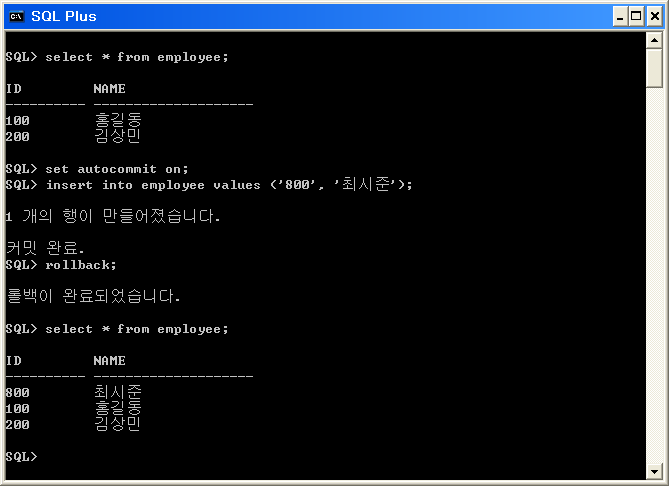 SQL Plus
SQL> select * from employee;
ID NAME
---------- --------------------
100 홍길동
200 김상민
SQL> set autocommit on;
SQL> insert into employee values ('800', '최시준');
1 개의 행이 만들어졌습니다.
커밋 완료.
SQL> rollback;
롤백이 완료되었습니다.
SQL> select * from employee;
ID NAME
---------- --------------------
800 최시준
100 홍길동
200 김상민
SQL>